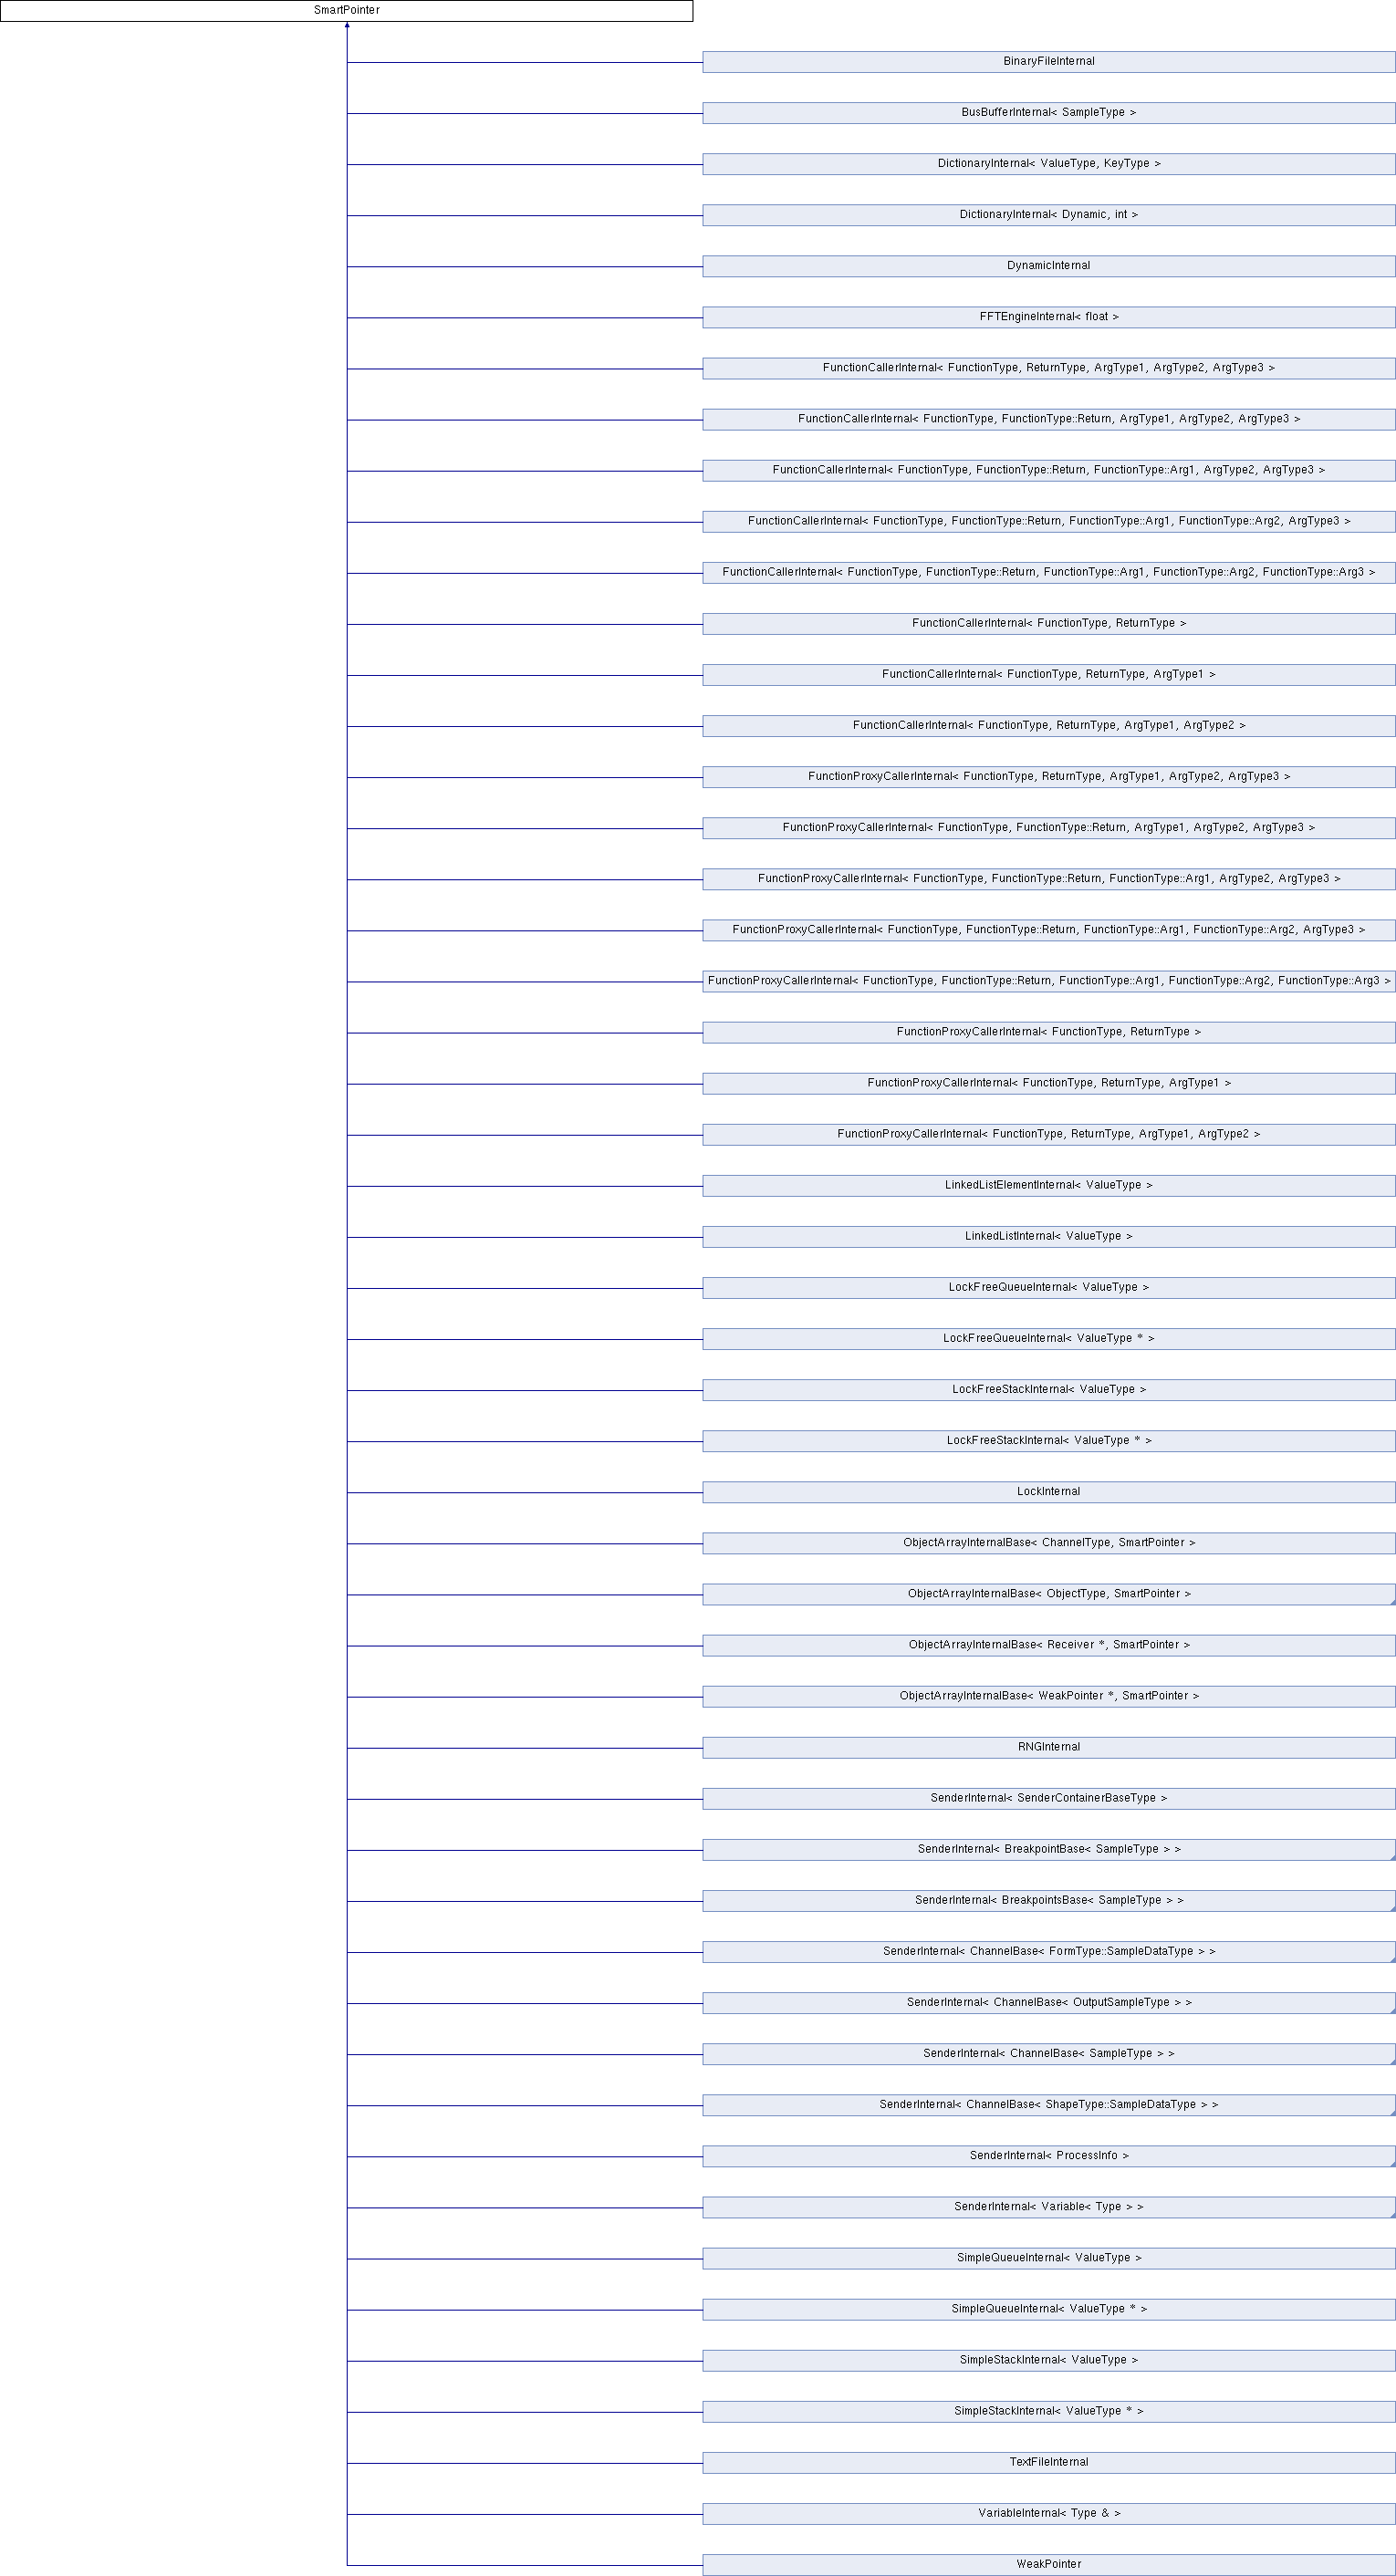 SmartPointer
BinaryFileInternal
BusBufferInternal< SampleType >
DictionaryInternal< ValueType, KeyType >
DictionaryInternal< Dynamic, int >
DynamicInternal
FFTEngineInternal< float >
FunctionCallerInternal< FunctionType, ReturnType, ArgType1, ArgType2, ArgType3 >
FunctionCallerInternal< FunctionType, FunctionType::Return, ArgType1, ArgType2, ArgType3 >
FunctionCallerInternal< FunctionType, FunctionType::Return, FunctionType::Arg1, ArgType2, ArgType3 >
FunctionCallerInternal< FunctionType, FunctionType::Return, FunctionType::Arg1, FunctionType::Arg2, ArgType3 >
FunctionCallerInternal< FunctionType, FunctionType::Return, FunctionType::Arg1, FunctionType::Arg2, FunctionType::Arg3 >
FunctionCallerInternal< FunctionType, ReturnType >
FunctionCallerInternal< FunctionType, ReturnType, ArgType1 >
FunctionCallerInternal< FunctionType, ReturnType, ArgType1, ArgType2 >
FunctionProxyCallerInternal< FunctionType, ReturnType, ArgType1, ArgType2, ArgType3 >
FunctionProxyCallerInternal< FunctionType, FunctionType::Return, ArgType1, ArgType2, ArgType3 >
FunctionProxyCallerInternal< FunctionType, FunctionType::Return, FunctionType::Arg1, ArgType2, ArgType3 >
FunctionProxyCallerInternal< FunctionType, FunctionType::Return, FunctionType::Arg1, FunctionType::Arg2, ArgType3 >
FunctionProxyCallerInternal< FunctionType, FunctionType::Return, FunctionType::Arg1, FunctionType::Arg2, FunctionType::Arg3 >
FunctionProxyCallerInternal< FunctionType, ReturnType >
FunctionProxyCallerInternal< FunctionType, ReturnType, ArgType1 >
FunctionProxyCallerInternal< FunctionType, ReturnType, ArgType1, ArgType2 >
LinkedListElementInternal< ValueType >
LinkedListInternal< ValueType >
LockFreeQueueInternal< ValueType >
LockFreeQueueInternal< ValueType * >
LockFreeStackInternal< ValueType >
LockFreeStackInternal< ValueType * >
LockInternal
ObjectArrayInternalBase< ChannelType, SmartPointer >
ObjectArrayInternalBase< ObjectType, SmartPointer >
ObjectArrayInternalBase< Receiver *, SmartPointer >
ObjectArrayInternalBase< WeakPointer *, SmartPointer >
RNGInternal
SenderInternal< SenderContainerBaseType >
SenderInternal< BreakpointBase< SampleType > >
SenderInternal< BreakpointsBase< SampleType > >
SenderInternal< ChannelBase< FormType::SampleDataType > >
SenderInternal< ChannelBase< OutputSampleType > >
SenderInternal< ChannelBase< SampleType > >
SenderInternal< ChannelBase< ShapeType::SampleDataType > >
SenderInternal< ProcessInfo >
SenderInternal< Variable< Type > >
SimpleQueueInternal< ValueType >
SimpleQueueInternal< ValueType * >
SimpleStackInternal< ValueType >
SimpleStackInternal< ValueType * >
TextFileInternal
VariableInternal< Type & >
WeakPointer